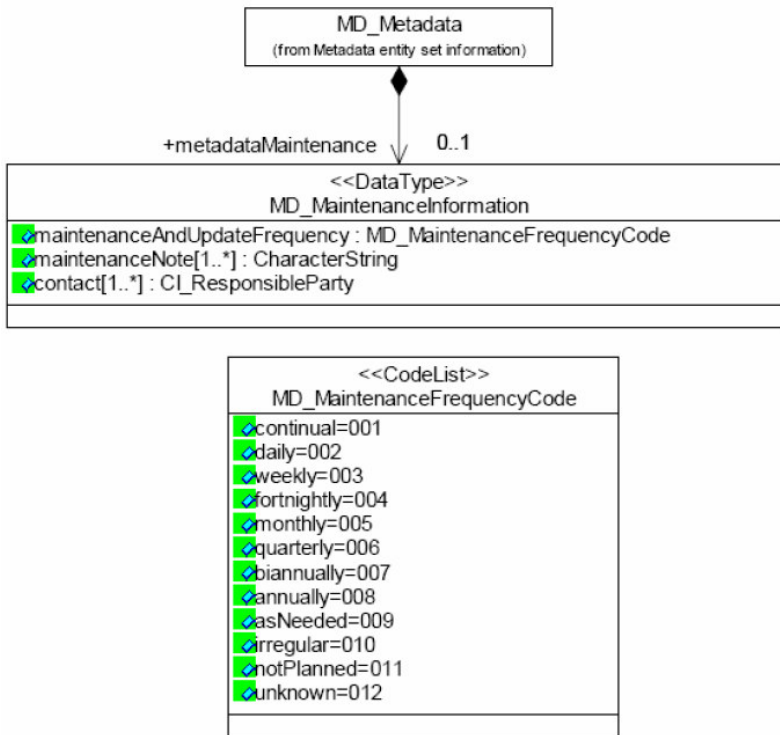 MD_Metadata
(from Metadata entity set information)
+metadataMaintenance 0..1
<<DataType>>
MD_MaintenanceInformation
maintenanceAndUpdateFrequency : MD_MaintenanceFrequencyCode
maintenanceNote[1..*] : CharacterString
contact[1..*] : CI_ResponsibleParty
<<CodeList>>
MD_MaintenanceFrequencyCode
continual=001
daily=002
weekly=003
fortnightly=004
monthly=005
quarterly=006
biannually=007
annually=008
asNeeded=009
irregular=010
notPlanned=011
unknown=012